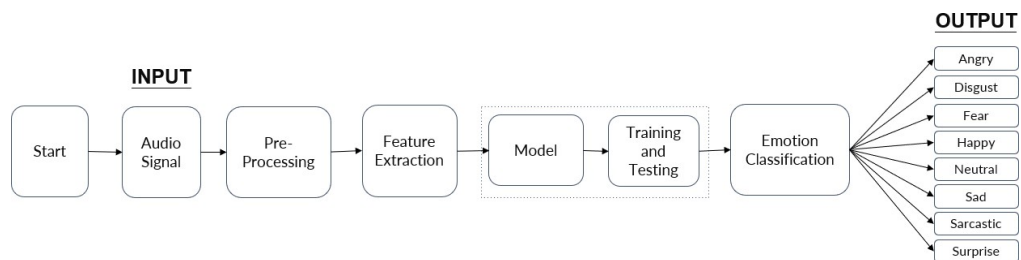 OUTPUT
INPUT
Start
Audio
Signal
Pre-
Processing
Feature
Extraction
Model
Training
and
Testing
Emotion
Classification
Angry
Disgust
Fear
Happy
Neutral
Sad
Sarcastic
Surprise